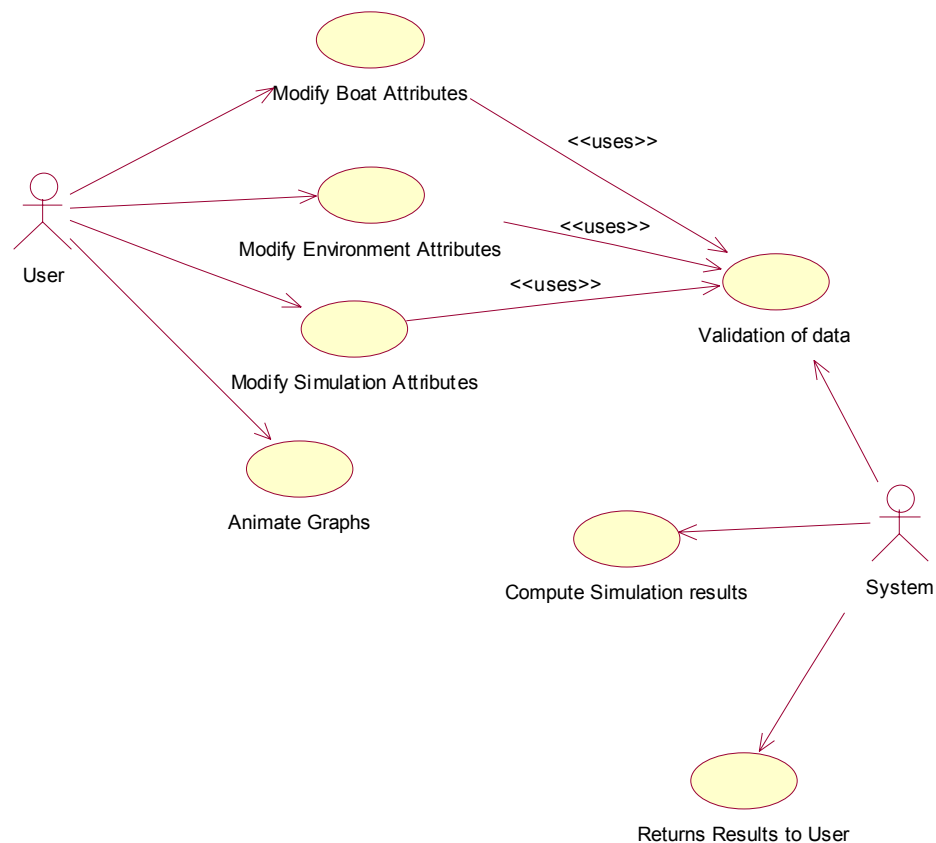 Modify Boat Attributes
<<uses>>
<<uses>>
Modify Environment Attributes
User
<<uses>>
Validation of data
Modify Simulation Attributes
Animate Graphs
Compute Simulation results
System
Returns Results to User